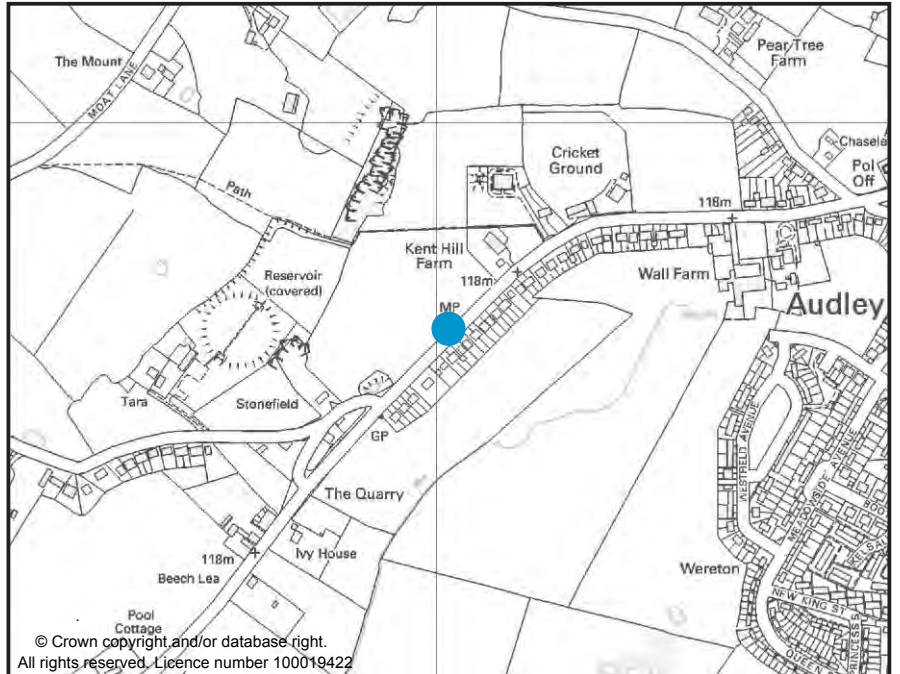 The Mount
MOAT LANE
Pear Tree
Farm
Cricket
Ground
Pol
Off
Path
118m
Kent Hill
Farm
118m
Wall Farm
Reservoir
(covered)
MP
Audley
Tara
Stonefield
GP
WESTFIELD AVENUE
MEADOWSIDE AVENUE
The Quarry
118m
Ivy House
Beech Lea
Wereton
NEW KING ST
Pool
Cottage
© Crown copyright and/or database right.
All rights reserved. Licence number 100019422